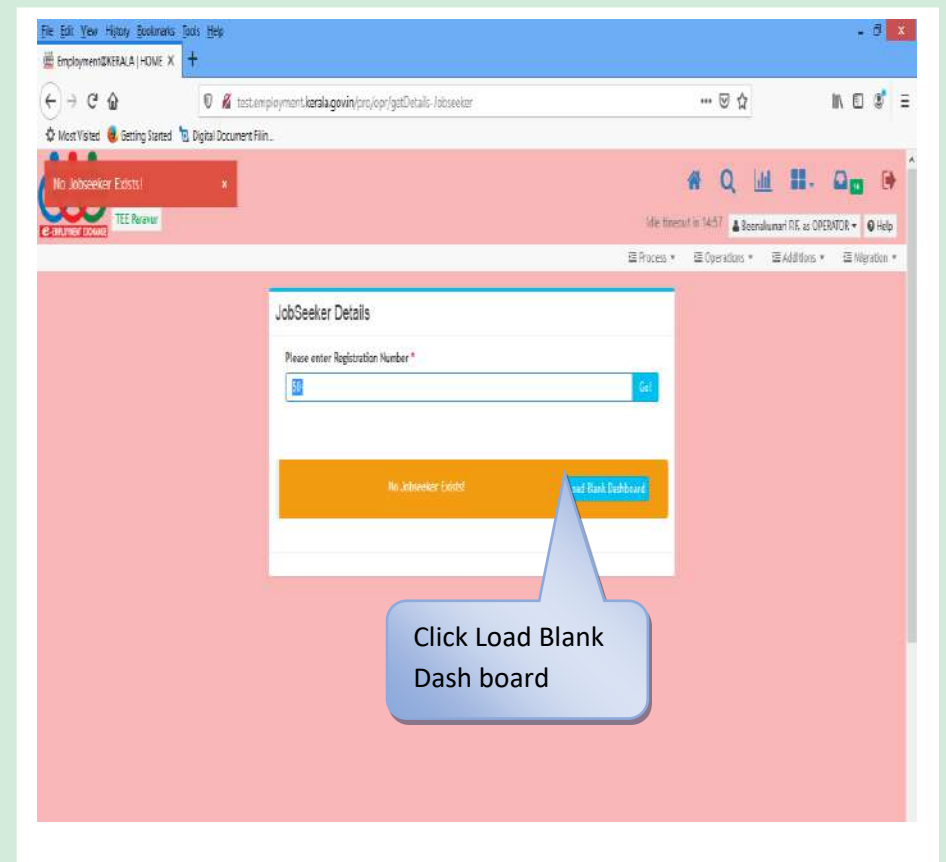 File Edit View History Bookmarks Tools Help
Employment@KERALA | HOME X +
test.employment.kerala.gov.in/pro/opr/getDetails-Jobseeker
Most Visited Getting Started Digital Document Filin...
No Jobseeker Exists! x
TEE Paravur
Idle timeout in 14:57 Beenakumari as OPERATOR Help
Process Operations Additions Migration
JobSeeker Details
Please enter Registration Number *
Go!
No Jobseeker Exists! Load Blank Dashboard
Click Load Blank
Dash board